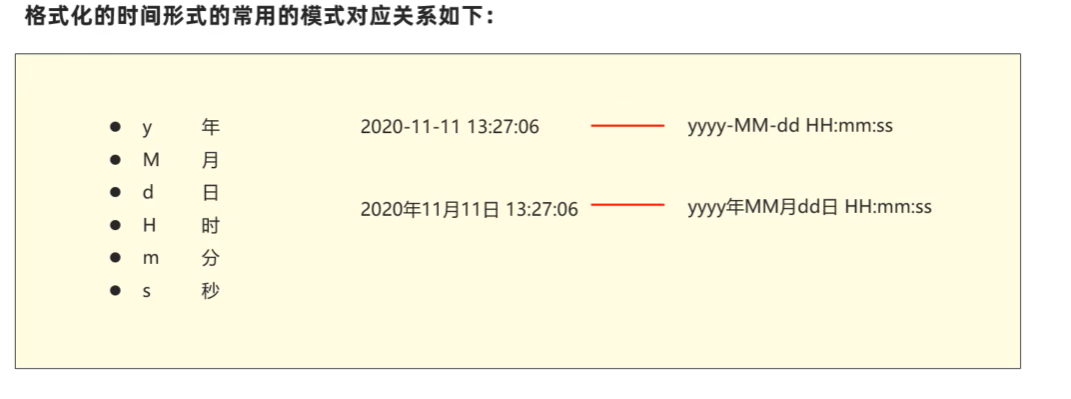 格式化的时间形式的常用的模式对应关系如下：
● y 年 2020-11-11 13:27:06 yyyy-MM-dd HH:mm:ss
● M 月
● d 日
2020年11月11日 13:27:06 yyyy年MM月dd日 HH:mm:ss
● H 时
● m 分
● s 秒